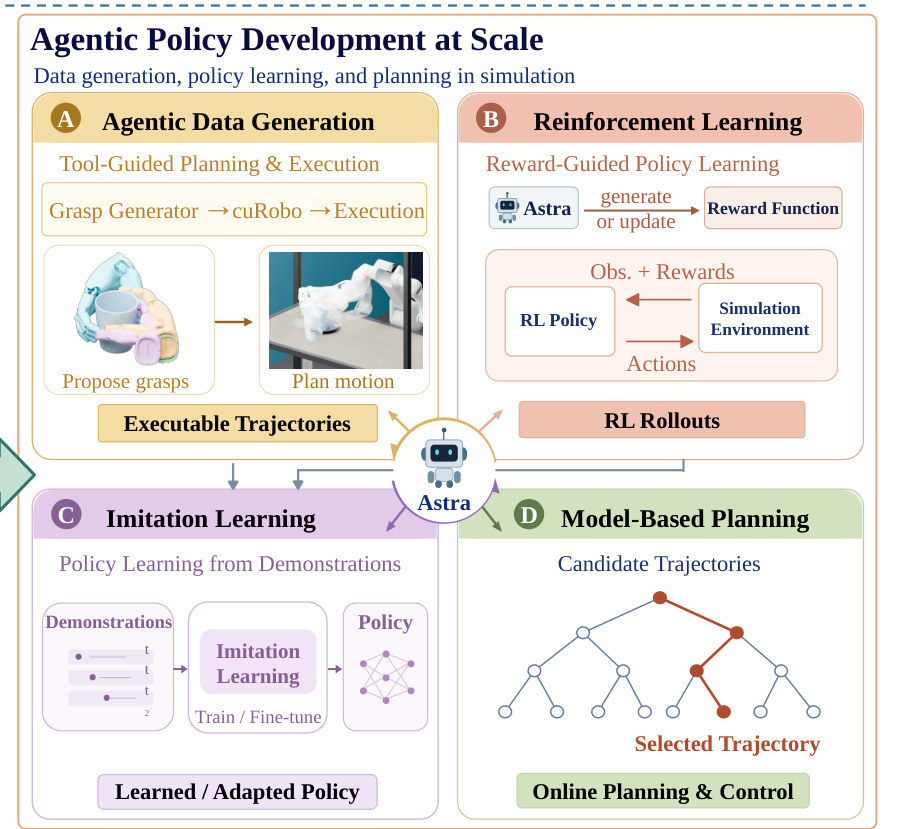 Agentic Policy Development at Scale
Data generation, policy learning, and planning in simulation
A Agentic Data Generation
Tool-Guided Planning & Execution
Grasp Generator → cuRobo → Execution
Propose grasps
Plan motion
Executable Trajectories
B Reinforcement Learning
Reward-Guided Policy Learning
Astra
generate
or update
Reward Function
Obs. + Rewards
RL Policy
Simulation
Environment
Actions
RL Rollouts
Astra
C Imitation Learning
Policy Learning from Demonstrations
Demonstrations
t
t
t
2
Imitation
Learning
Train / Fine-tune
Policy
Learned / Adapted Policy
D Model-Based Planning
Candidate Trajectories
Selected Trajectory
Online Planning & Control